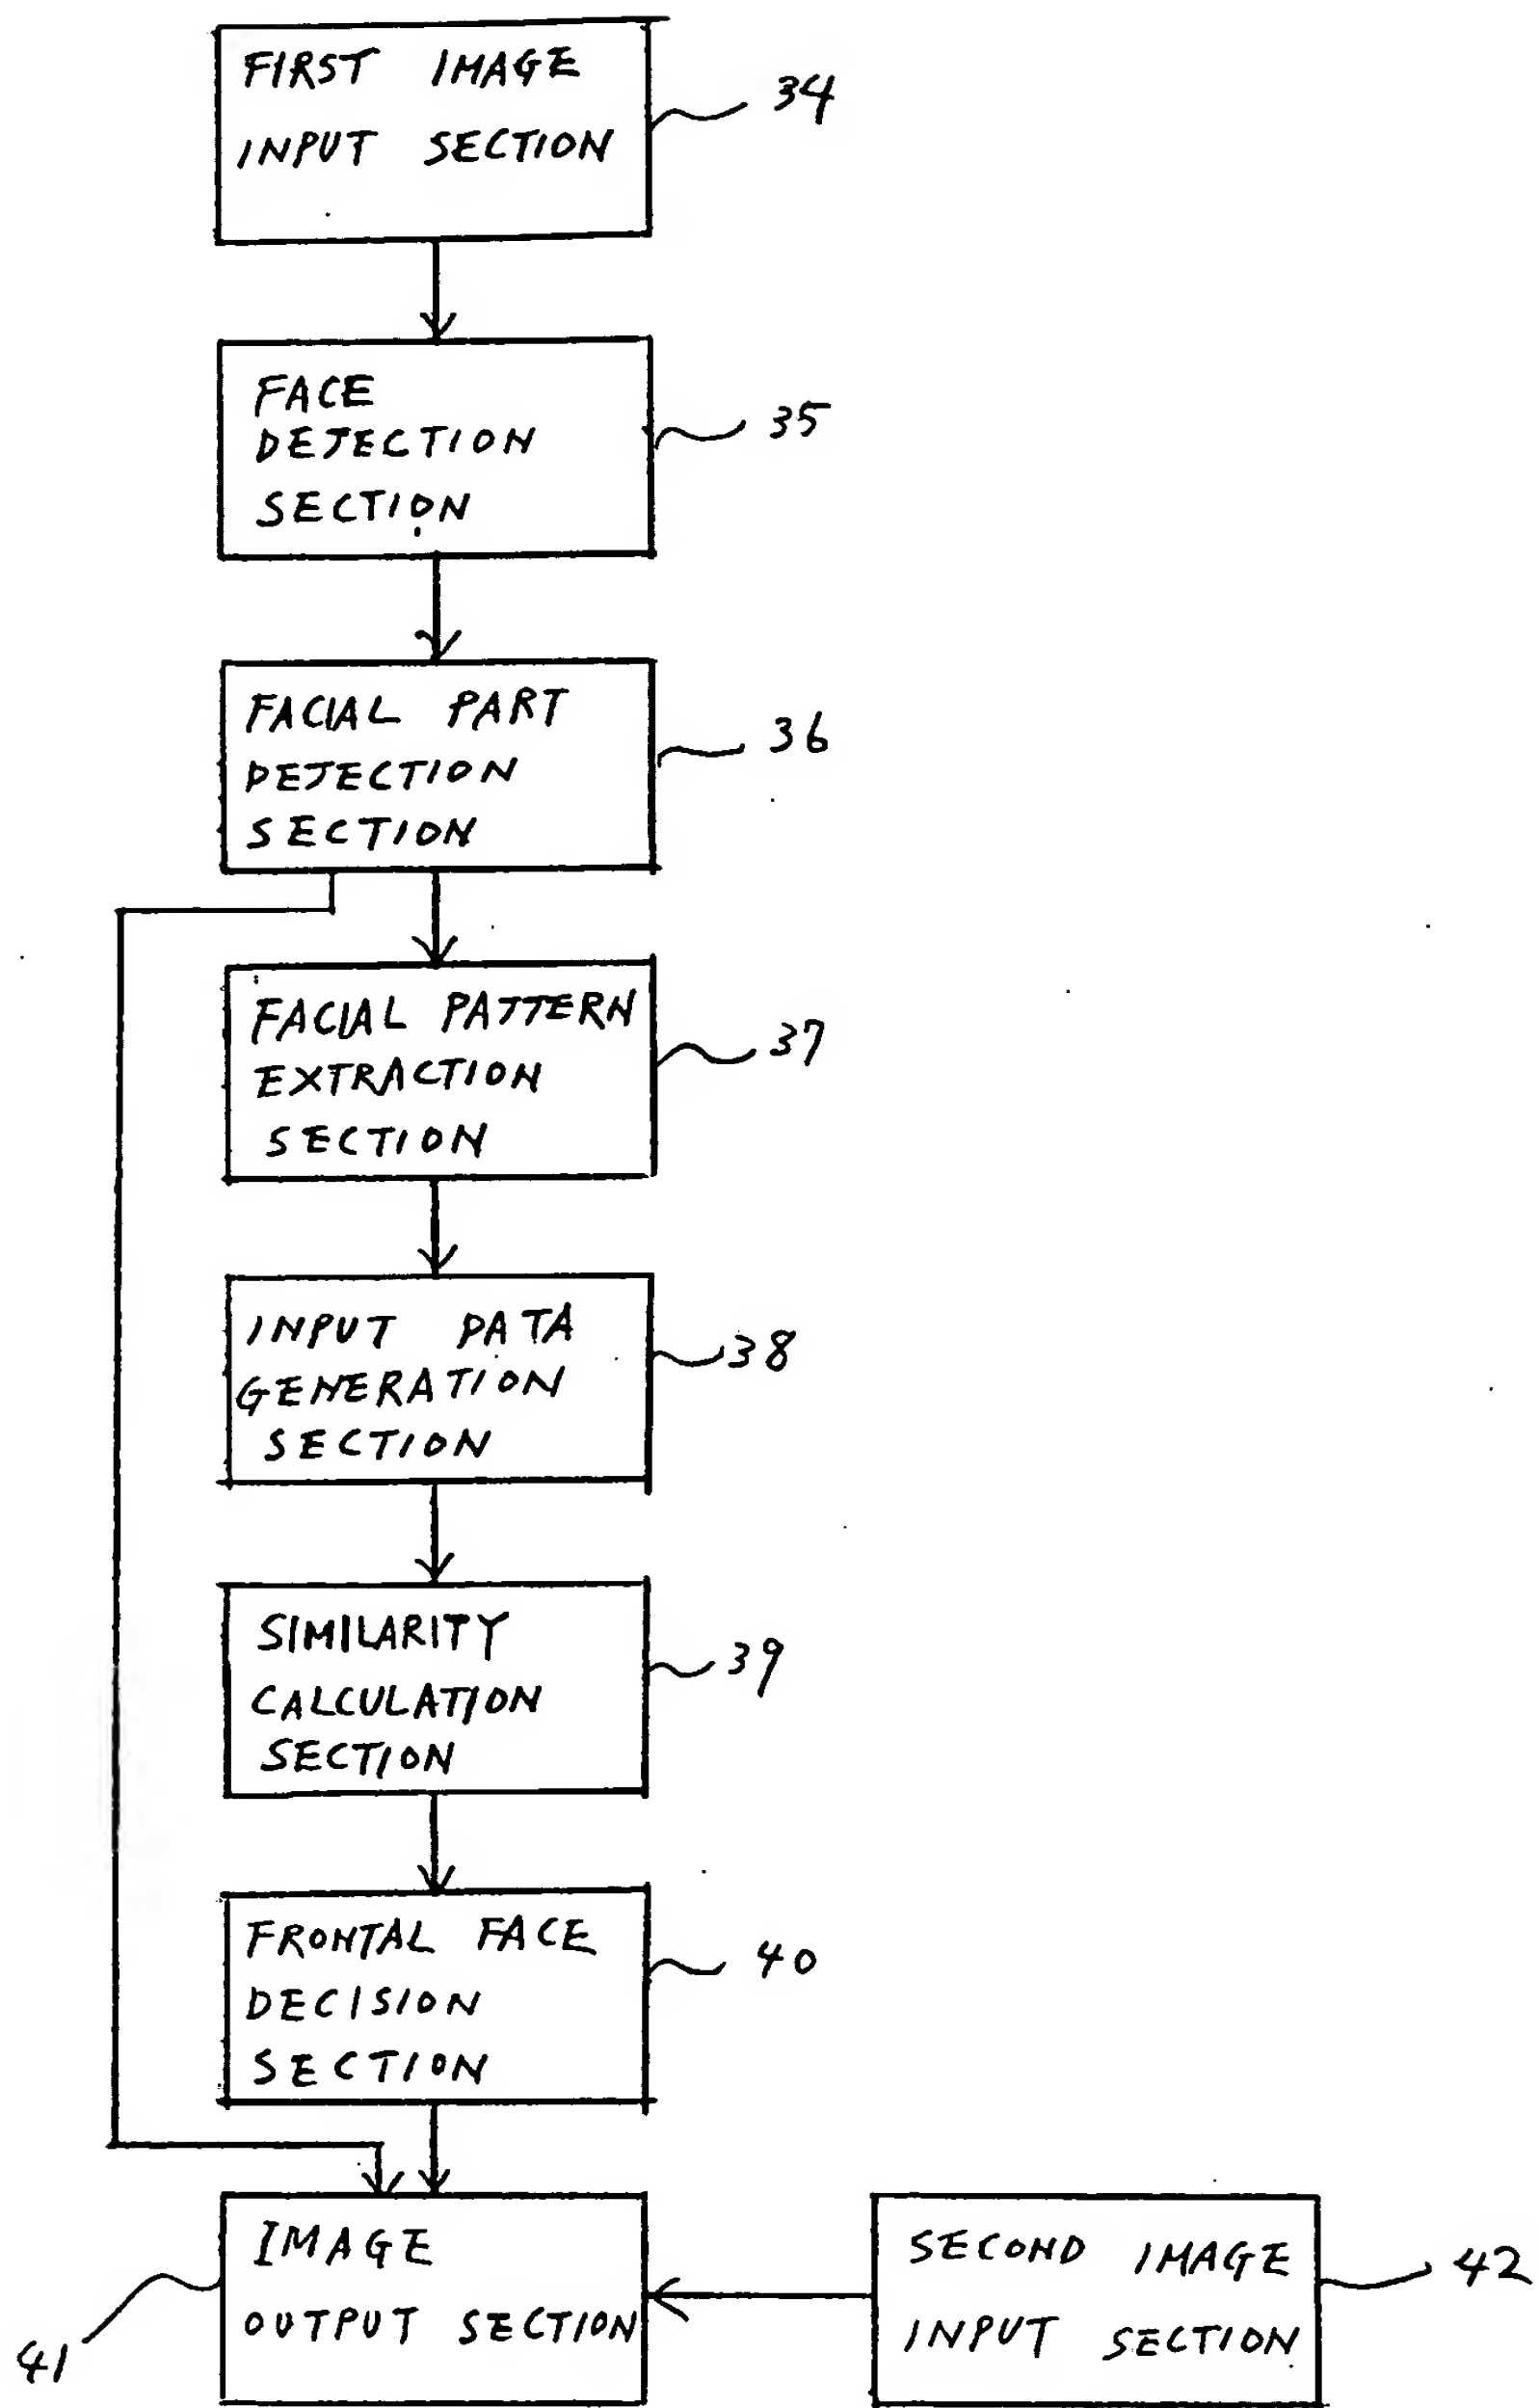 FIRST IMAGE
INPUT SECTION
34
FACE
DETECTION
SECTION
35
FACIAL PART
DETECTION
SECTION
36
FACIAL PATTERN
EXTRACTION
SECTION
37
INPUT DATA
GENERATION
SECTION
38
SIMILARITY
CALCULATION
SECTION
39
FRONTAL FACE
DECISION
SECTION
40
IMAGE
OUTPUT SECTION
41
SECOND IMAGE
INPUT SECTION
42